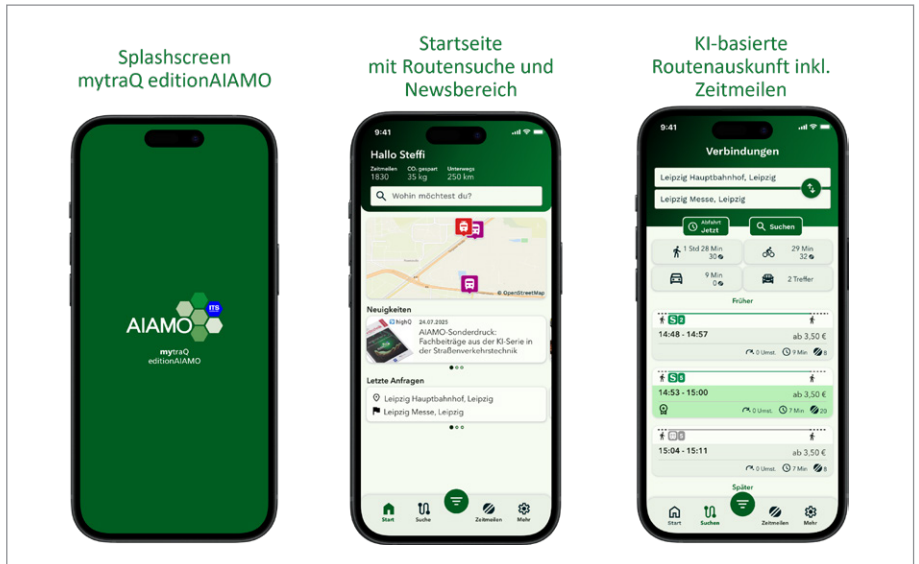 Splashscreen
mytraQ editionAIAMO
Startseite
mit Routensuche und
Newsbereich
KI-basierte
Routenauskunft inkl.
Zeitmeilen
AIAMO
ITS
mytraQ
editionAIAMO
9:41
Hallo Steffi
Zeitmeilen CO₂ gespart Unterwegs
1830 35 kg 250 km
Wohin möchtest du?
© OpenStreetMap
Neuigkeiten
highQ 24.07.2025
AIAMO-Sonderdruck:
Fachbeiträge aus der KI-Serie in
der Straßenverkehrstechnik
Letzte Anfragen
Leipzig Hauptbahnhof, Leipzig
Leipzig Messe, Leipzig
Start Suche Zeitmeilen Mehr
9:41
Verbindungen
Leipzig Hauptbahnhof, Leipzig
Leipzig Messe, Leipzig
Abfahrt:
Jetzt
Suchen
1 Std 28 Min 29 Min
30 32
9 Min 2 Treffer
0
Früher
14:48 - 14:57 ab 3,50 €
0 Umst. 9 Min 8
14:53 - 15:00 ab 3,50 €
0 Umst. 7 Min 20
15:04 - 15:11 ab 3,50 €
0 Umst. 7 Min 8
Später
Start Suchen Zeitmeilen Mehr